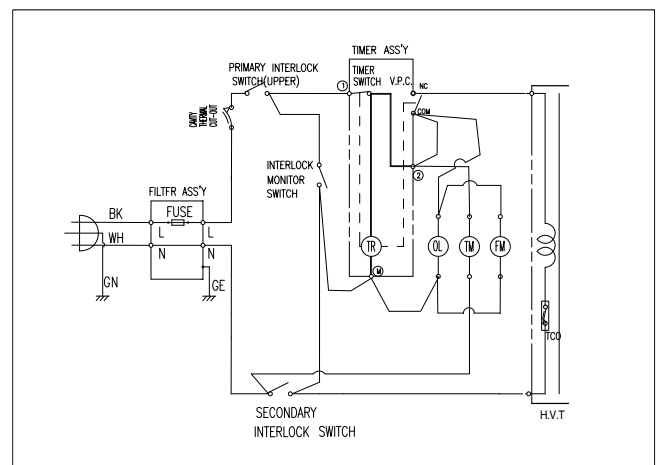 TIMER ASS'Y
PRIMARY INTERLOCK
SWITCH(UPPER)
TIMER
SWITCH
V.P.C.
NC
1
COM
CAVITY
THERMAL
CUT-OUT
INTERLOCK
MONITOR
SWITCH
2
FILTFR ASS'Y
BK
FUSE
L
L
WH
N
N
GN
GE
TR
OL
TM
FM
M
TCO
SECONDARY
INTERLOCK SWITCH
H.V.T